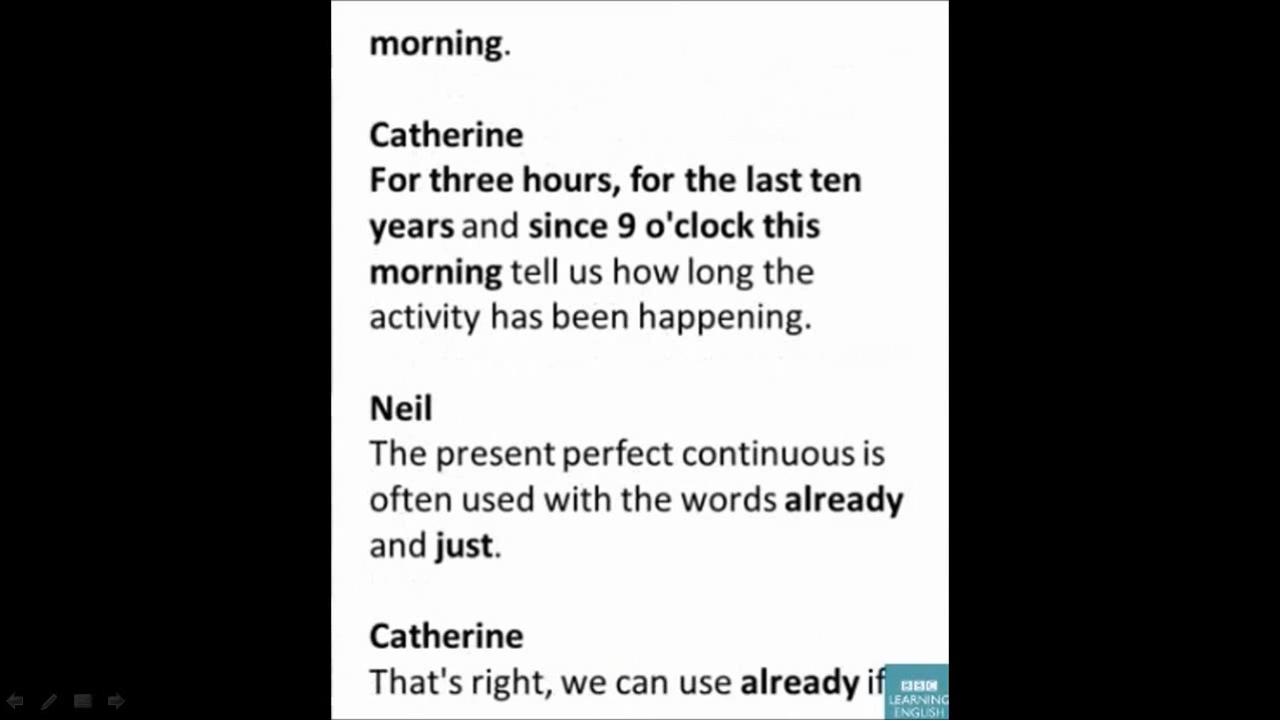 morning.
Catherine
For three hours, for the last ten
years and since 9 o'clock this
morning tell us how long the
activity has been happening.
Neil
The present perfect continuous is
often used with the words already
and just.
Catherine
That's right, we can use already if
BBC
LEARNING
ENGLISH